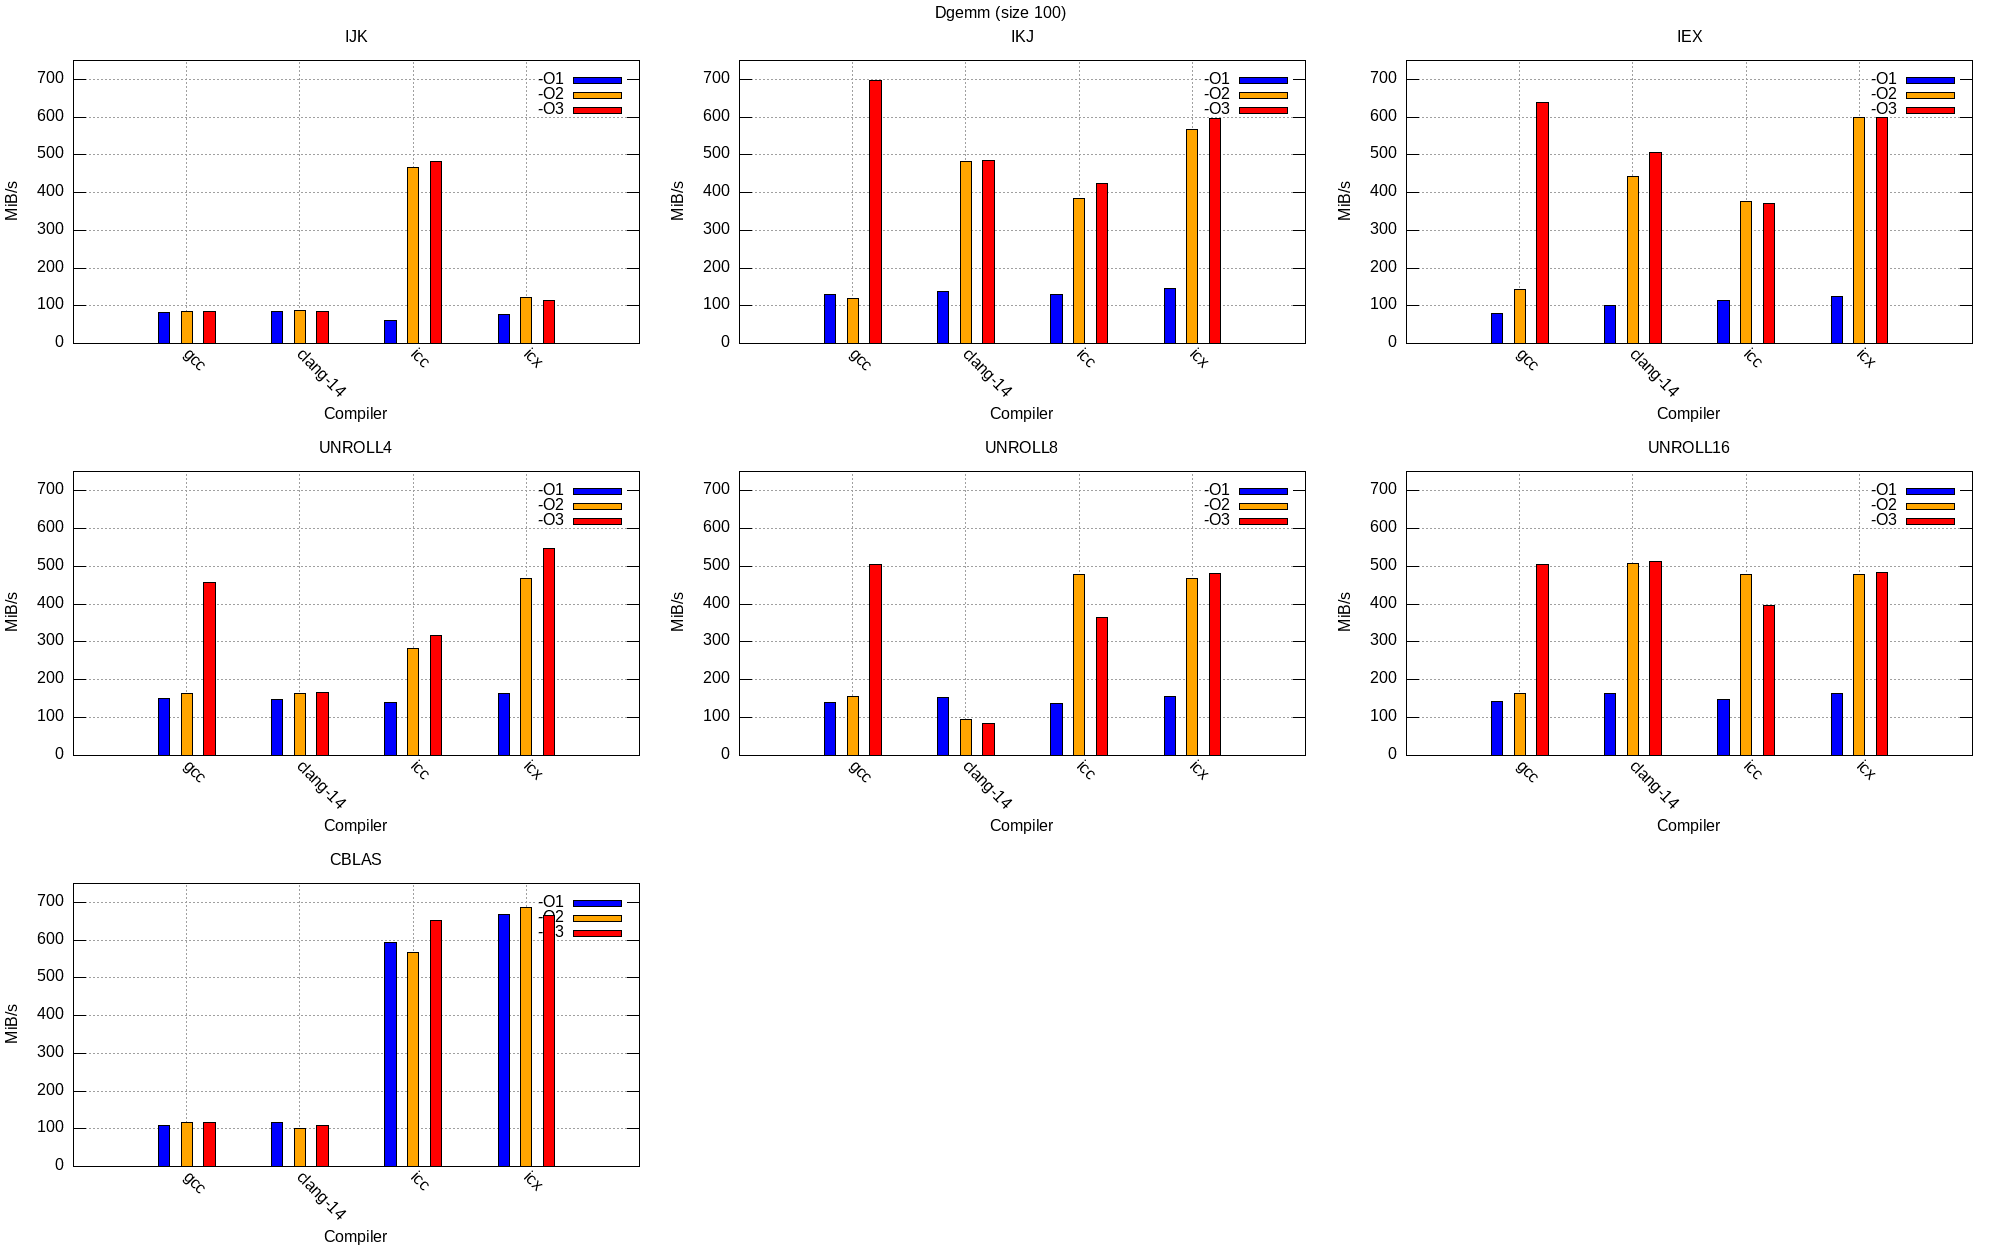 Dgemm (size 100)
IJK
MiB/s
700
600
500
400
300
200
100
0
-O1
-O2
-O3
gcc
clang-14
icc
icx
Compiler
IKJ
MiB/s
700
600
500
400
300
200
100
0
-O1
-O2
-O3
gcc
clang-14
icc
icx
Compiler
IEX
MiB/s
700
600
500
400
300
200
100
0
-O1
-O2
-O3
gcc
clang-14
icc
icx
Compiler
UNROLL4
MiB/s
700
600
500
400
300
200
100
0
-O1
-O2
-O3
gcc
clang-14
icc
icx
Compiler
UNROLL8
MiB/s
700
600
500
400
300
200
100
0
-O1
-O2
-O3
gcc
clang-14
icc
icx
Compiler
UNROLL16
MiB/s
700
600
500
400
300
200
100
0
-O1
-O2
-O3
gcc
clang-14
icc
icx
Compiler
CBLAS
MiB/s
700
600
500
400
300
200
100
0
-O1
-O2
-O3
gcc
clang-14
icc
icx
Compiler